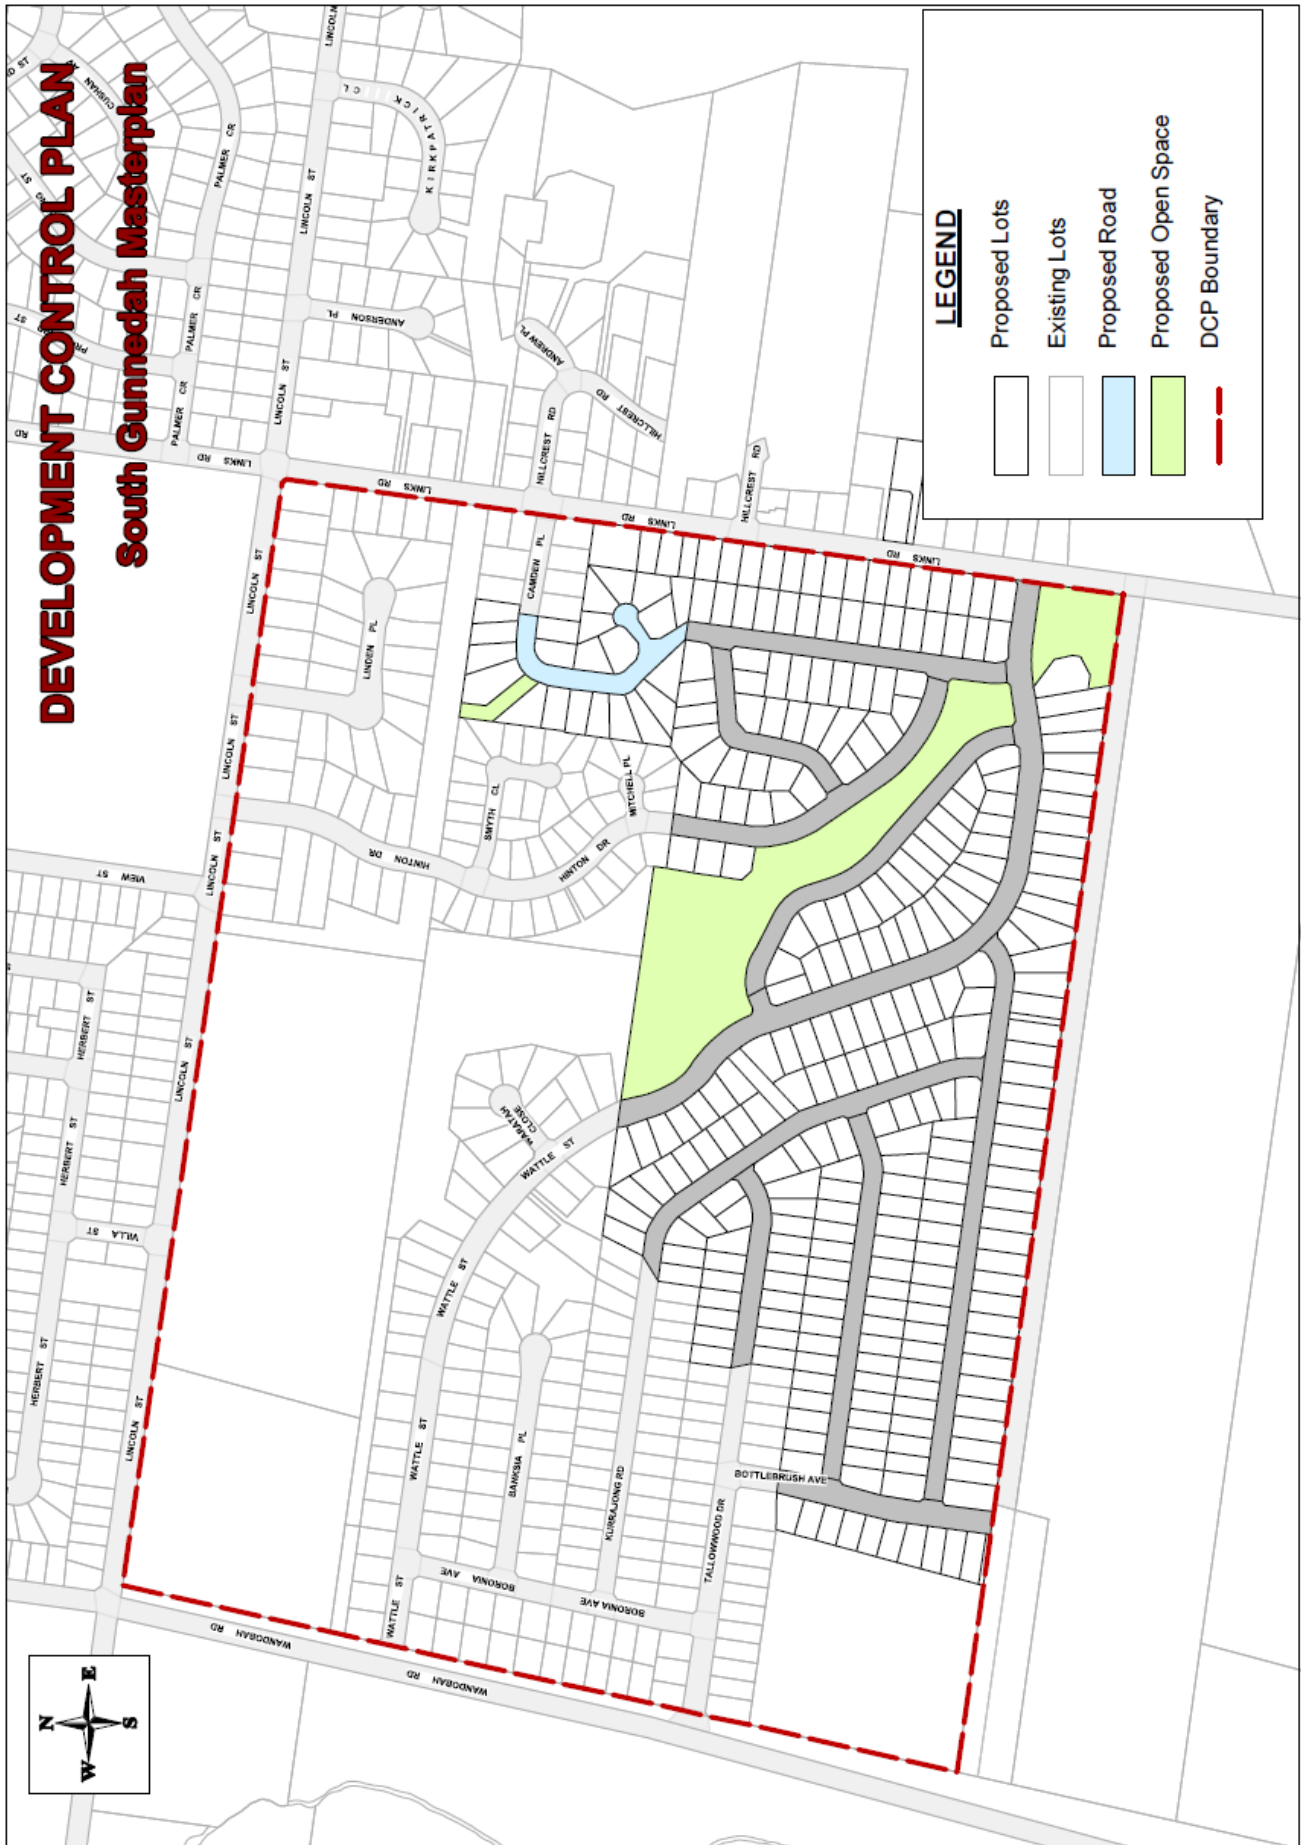 DEVELOPMENT CONTROL PLAN
South Gunnedah Masterplan
LEGEND
Proposed Lots
Existing Lots
Proposed Road
Proposed Open Space
DCP Boundary
N
E
S
W
CUSHAN AV
PALMER CR
PALMER CR
PALMER CR
LINCOLN
LINCOLN ST
LINCOLN ST
LINCOLN ST
LINCOLN ST
LINCOLN ST
LINCOLN ST
LINCOLN ST
KIRKPATRICK CL
ANDERSON PL
ANDREW PL
HILLCREST RD
HILLCREST RD
HILLCREST RD
RD
LINKS RD
LINKS RD
LINKS RD
LINKS RD
CAMDEN PL
LINDEN PL
HINTON DR
HINTON DR
SMYTH CL
MITCHELL PL
VIEW ST
HERBERT ST
HERBERT ST
HERBERT ST
VILLA ST
WARATAH CLOSE
WATTLE ST
WATTLE ST
WATTLE ST
WATTLE ST
BANKSIA PL
KURRAJONG RD
TALLOWWOOD DR
BOTTLEBRUSH AVE
BORONIA AVE
BORONIA AVE
BORONIA AVE
WANDOBAH RD
WANDOBAH RD